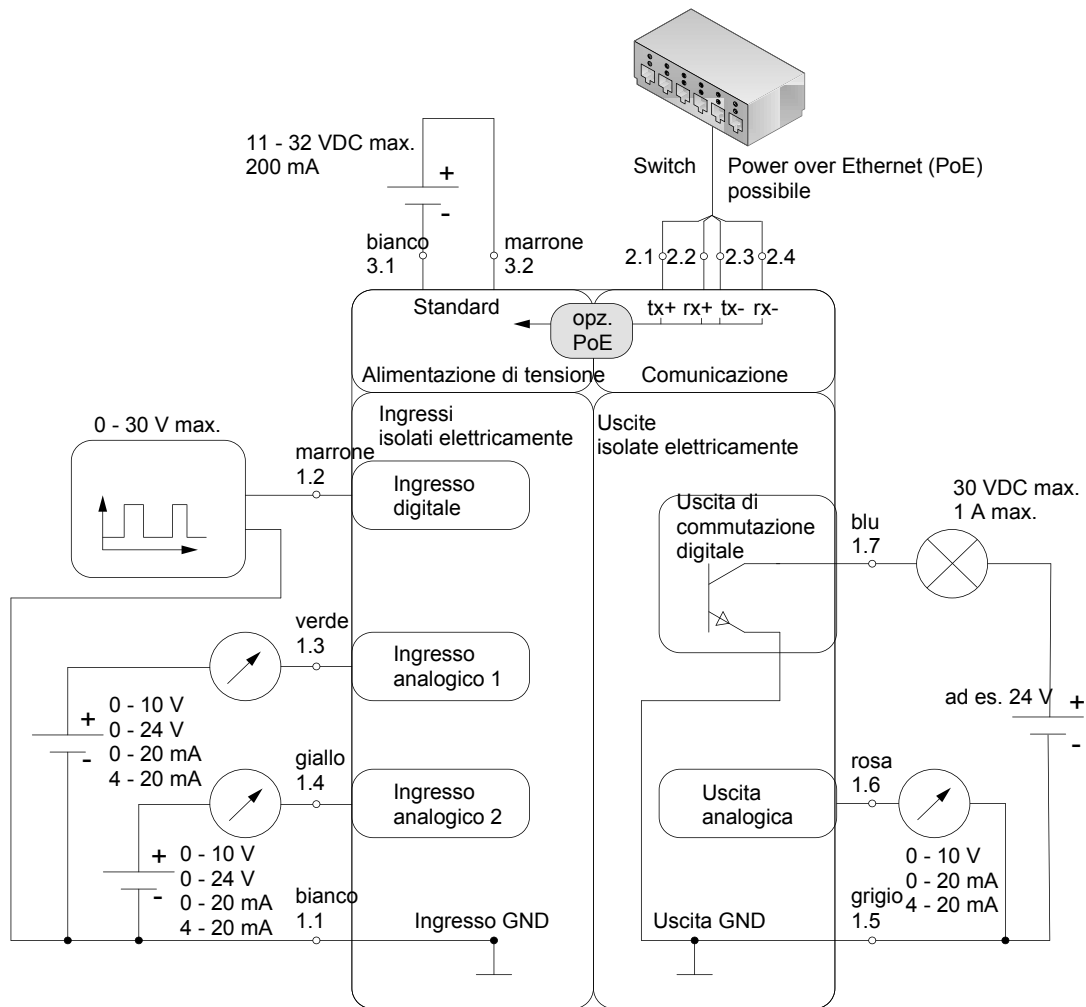 11 - 32 VDC max.
200 mA
Switch
Power over Ethernet (PoE)
possibile
+
-
bianco
3.1
marrone
3.2
2.1
2.2
2.3
2.4
Standard
opz.
PoE
tx+
rx+
tx-
rx-
Alimentazione di tensione
Comunicazione
0 - 30 V max.
Ingressi
isolati elettricamente
Uscite
isolate elettricamente
marrone
1.2
Ingresso
digitale
Uscita di
commutazione
digitale
blu
1.7
30 VDC max.
1 A max.
verde
1.3
Ingresso
analogico 1
+
-
0 - 10 V
0 - 24 V
0 - 20 mA
4 - 20 mA
ad es. 24 V
+
-
giallo
1.4
Ingresso
analogico 2
Uscita
analogica
rosa
1.6
+
-
0 - 10 V
0 - 24 V
0 - 20 mA
4 - 20 mA
0 - 10 V
0 - 20 mA
4 - 20 mA
bianco
1.1
Ingresso GND
Uscita GND
grigio
1.5